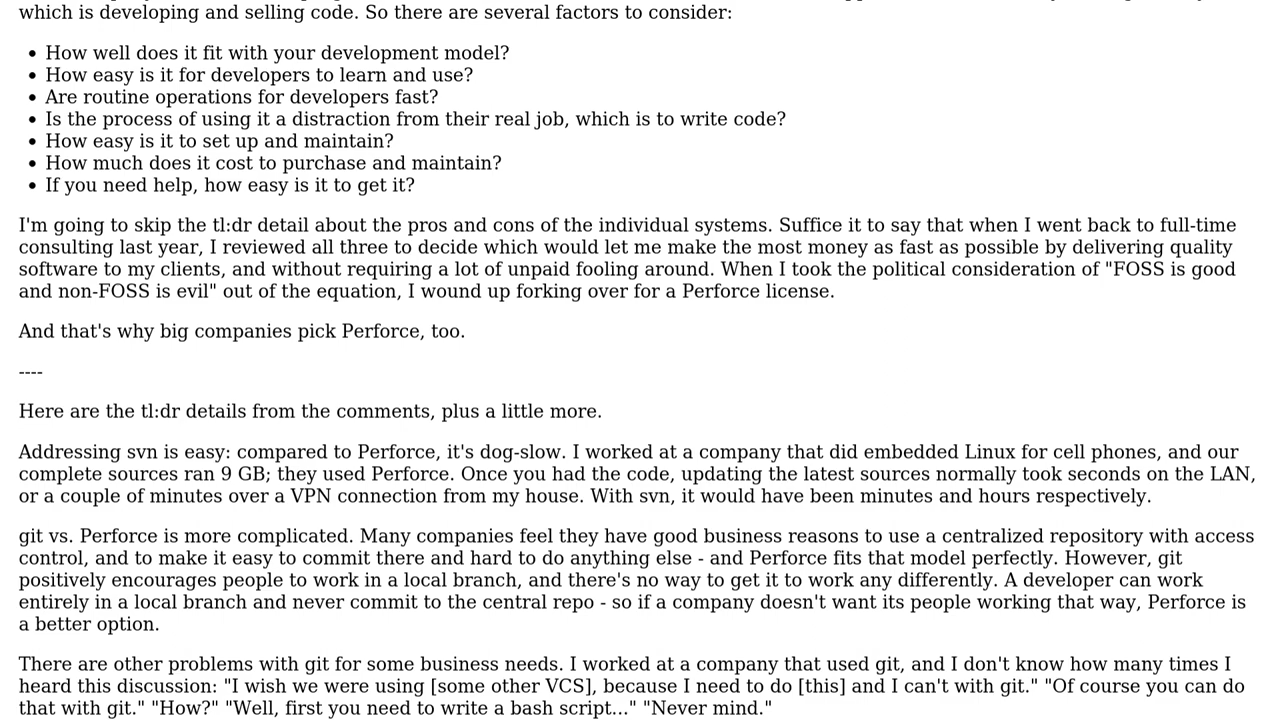 which is developing and selling code. So there are several factors to consider:
• How well does it fit with your development model?
• How easy is it for developers to learn and use?
• Are routine operations for developers fast?
• Is the process of using it a distraction from their real job, which is to write code?
• How easy is it to set up and maintain?
• How much does it cost to purchase and maintain?
• If you need help, how easy is it to get it?
I'm going to skip the tl:dr detail about the pros and cons of the individual systems. Suffice it to say that when I went back to full-time
consulting last year, I reviewed all three to decide which would let me make the most money as fast as possible by delivering quality
software to my clients, and without requiring a lot of unpaid fooling around. When I took the political consideration of "FOSS is good
and non-FOSS is evil" out of the equation, I wound up forking over for a Perforce license.
And that's why big companies pick Perforce, too.
----
Here are the tl:dr details from the comments, plus a little more.
Addressing svn is easy: compared to Perforce, it's dog-slow. I worked at a company that did embedded Linux for cell phones, and our
complete sources ran 9 GB; they used Perforce. Once you had the code, updating the latest sources normally took seconds on the LAN,
or a couple of minutes over a VPN connection from my house. With svn, it would have been minutes and hours respectively.
git vs. Perforce is more complicated. Many companies feel they have good business reasons to use a centralized repository with access
control, and to make it easy to commit there and hard to do anything else - and Perforce fits that model perfectly. However, git
positively encourages people to work in a local branch, and there's no way to get it to work any differently. A developer can work
entirely in a local branch and never commit to the central repo - so if a company doesn't want its people working that way, Perforce is
a better option.
There are other problems with git for some business needs. I worked at a company that used git, and I don't know how many times I
heard this discussion: "I wish we were using [some other VCS], because I need to do [this] and I can't with git." "Of course you can do
that with git." "How?" "Well, first you need to write a bash script..." "Never mind."